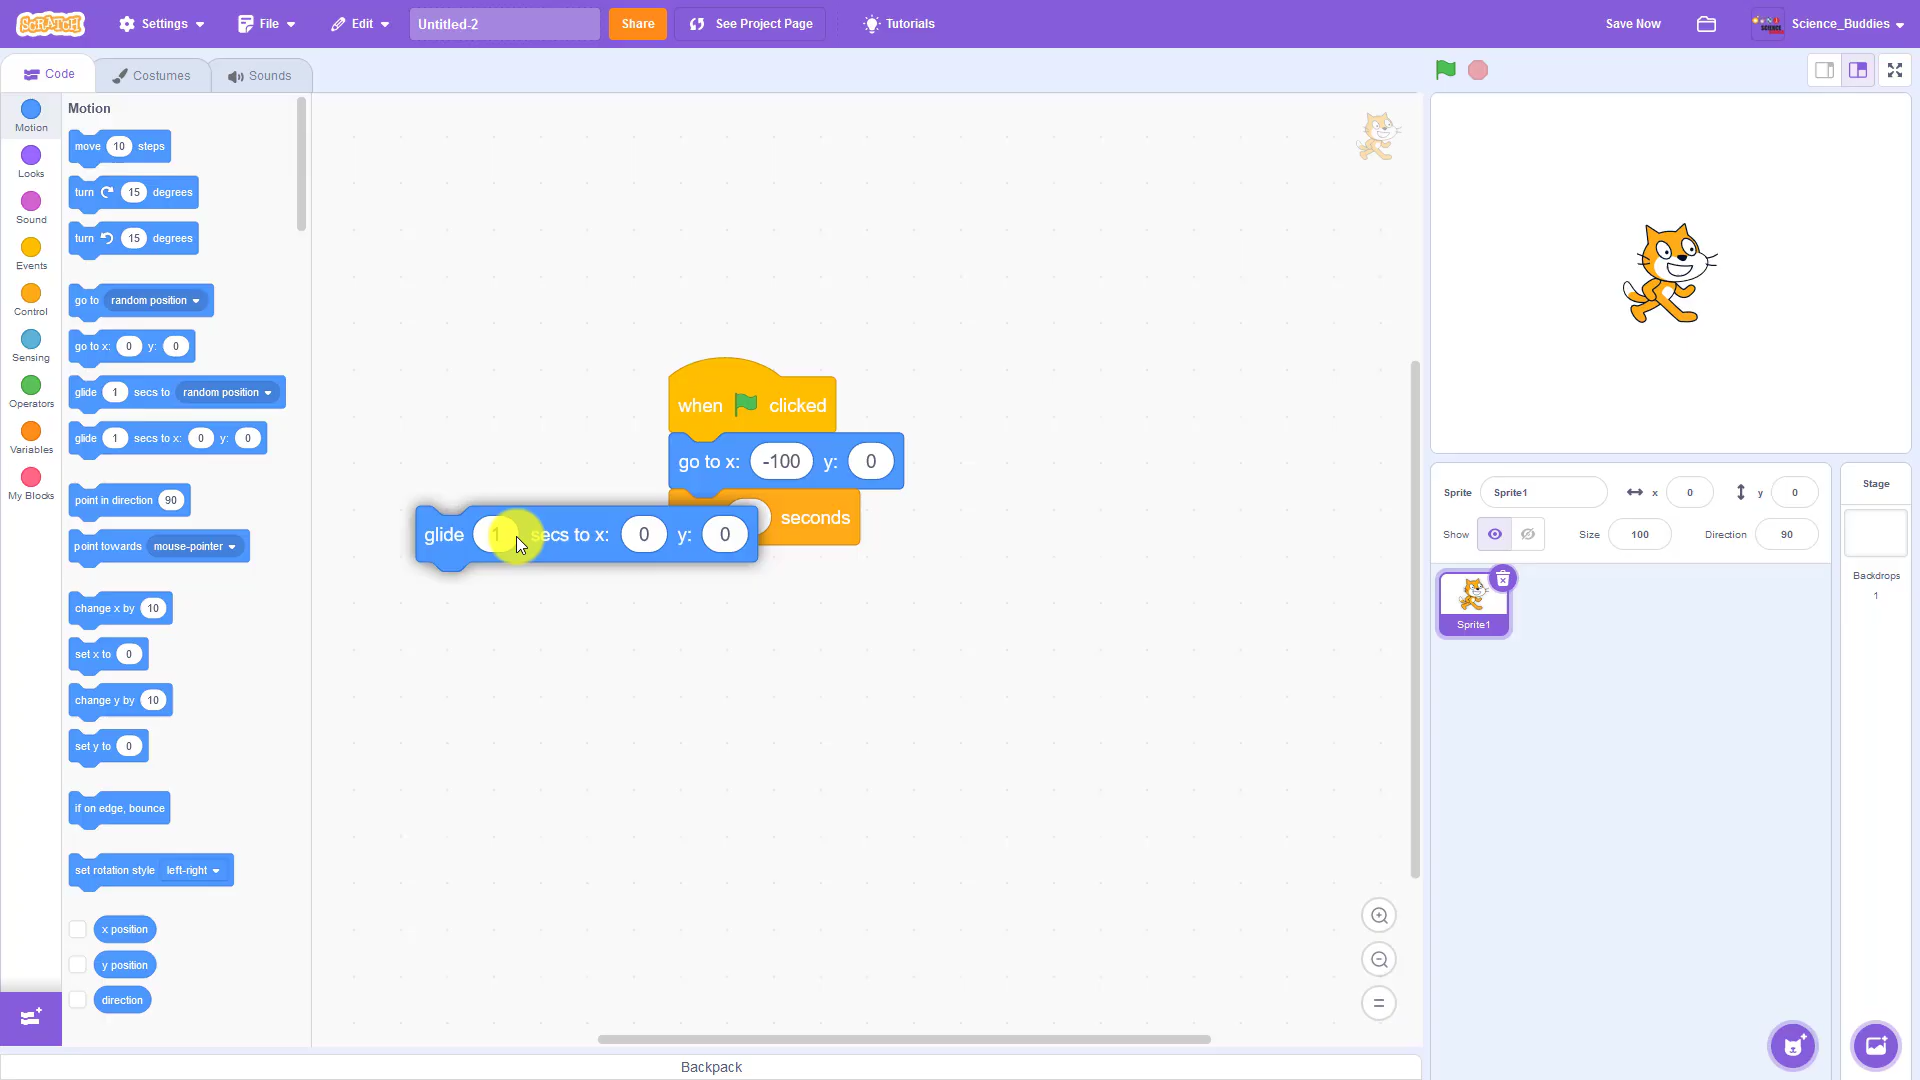 SCRATCH Settings File Edit Untitled-2 Share See Project Page Tutorials Save Now Science_Buddies
Code Costumes Sounds
Motion
Looks
Sound
Events
Control
Sensing
Operators
Variables
My Blocks
Motion
move 10 steps
turn 15 degrees
turn 15 degrees
go to random position
go to x: 0 y: 0
glide 1 secs to random position
glide 1 secs to x: 0 y: 0
point in direction 90
point towards mouse-pointer
change x by 10
set x to 0
change y by 10
set y to 0
if on edge, bounce
set rotation style left-right
x position
y position
direction
when clicked
go to x: -100 y: 0
seconds
glide 1 secs to x: 0 y: 0
Backpack
Sprite Sprite1 x 0 y 0
Show Size 100 Direction 90
Sprite1
Stage
Backdrops
1